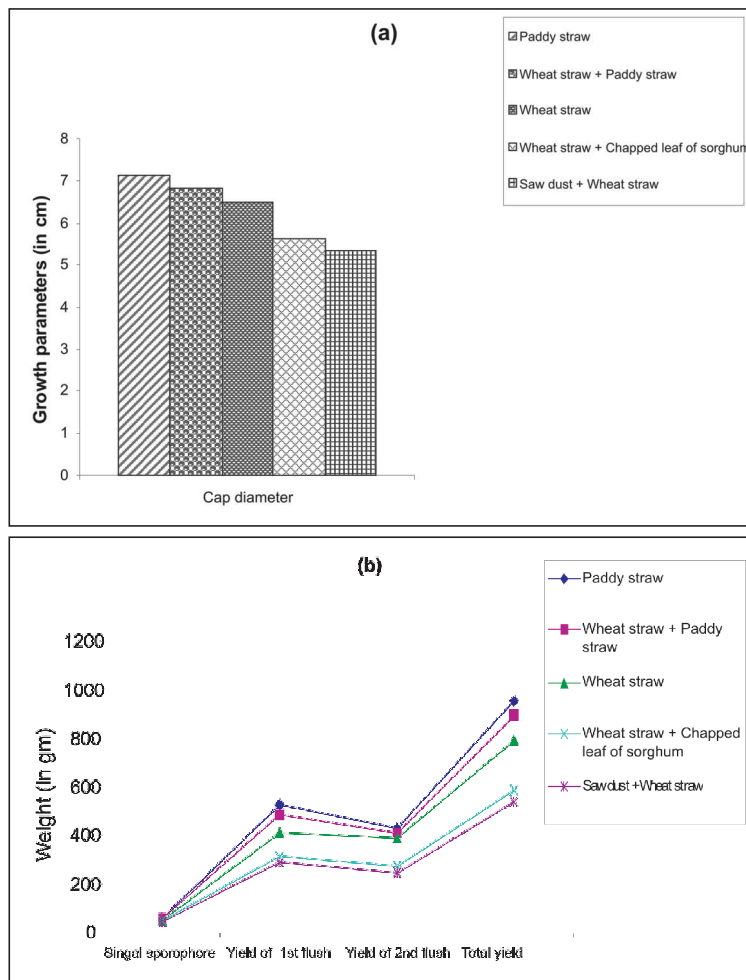 (a)
Paddy straw
Wheat straw + Paddy straw
Wheat straw
Wheat straw + Chapped leaf of sorghum
Saw dust + Wheat straw
Growth parameters (in cm)
8
7
6
5
4
3
2
1
0
Cap diameter
(b)
Paddy straw
Wheat straw + Paddy
straw
Wheat straw
Wheat straw + Chapped
leaf of sorghum
Saw dust + Wheat straw
Weight (In gm)
1200
1000
800
600
400
200
0
Singal sporophore Yield of 1st flush Yield of 2nd flush Total yield